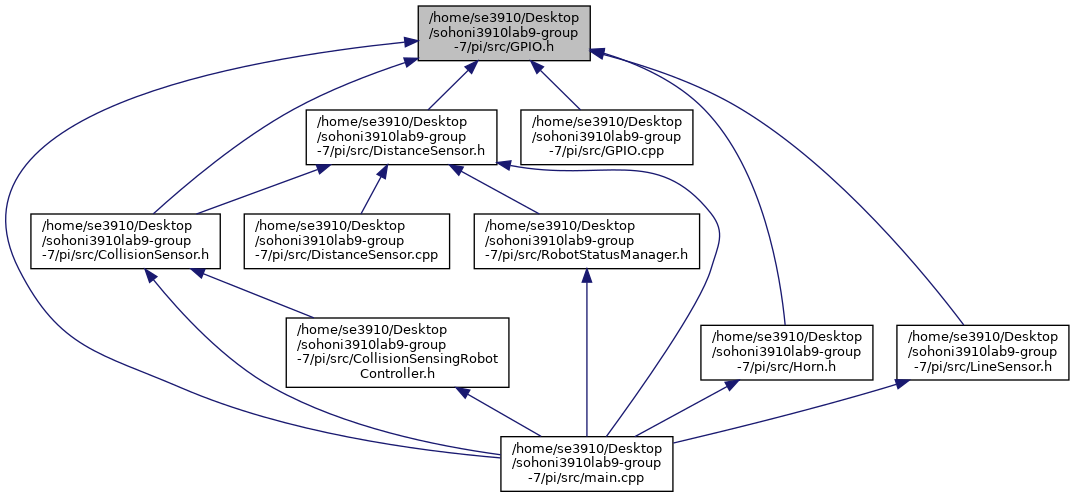 /home/se3910/Desktop
/sohoni3910lab9-group
-7/pi/src/GPIO.h
/home/se3910/Desktop
/sohoni3910lab9-group
-7/pi/src/DistanceSensor.h
/home/se3910/Desktop
/sohoni3910lab9-group
-7/pi/src/GPIO.cpp
/home/se3910/Desktop
/sohoni3910lab9-group
-7/pi/src/CollisionSensor.h
/home/se3910/Desktop
/sohoni3910lab9-group
-7/pi/src/DistanceSensor.cpp
/home/se3910/Desktop
/sohoni3910lab9-group
-7/pi/src/RobotStatusManager.h
/home/se3910/Desktop
/sohoni3910lab9-group
-7/pi/src/CollisionSensingRobot
Controller.h
/home/se3910/Desktop
/sohoni3910lab9-group
-7/pi/src/Horn.h
/home/se3910/Desktop
/sohoni3910lab9-group
-7/pi/src/LineSensor.h
/home/se3910/Desktop
/sohoni3910lab9-group
-7/pi/src/main.cpp